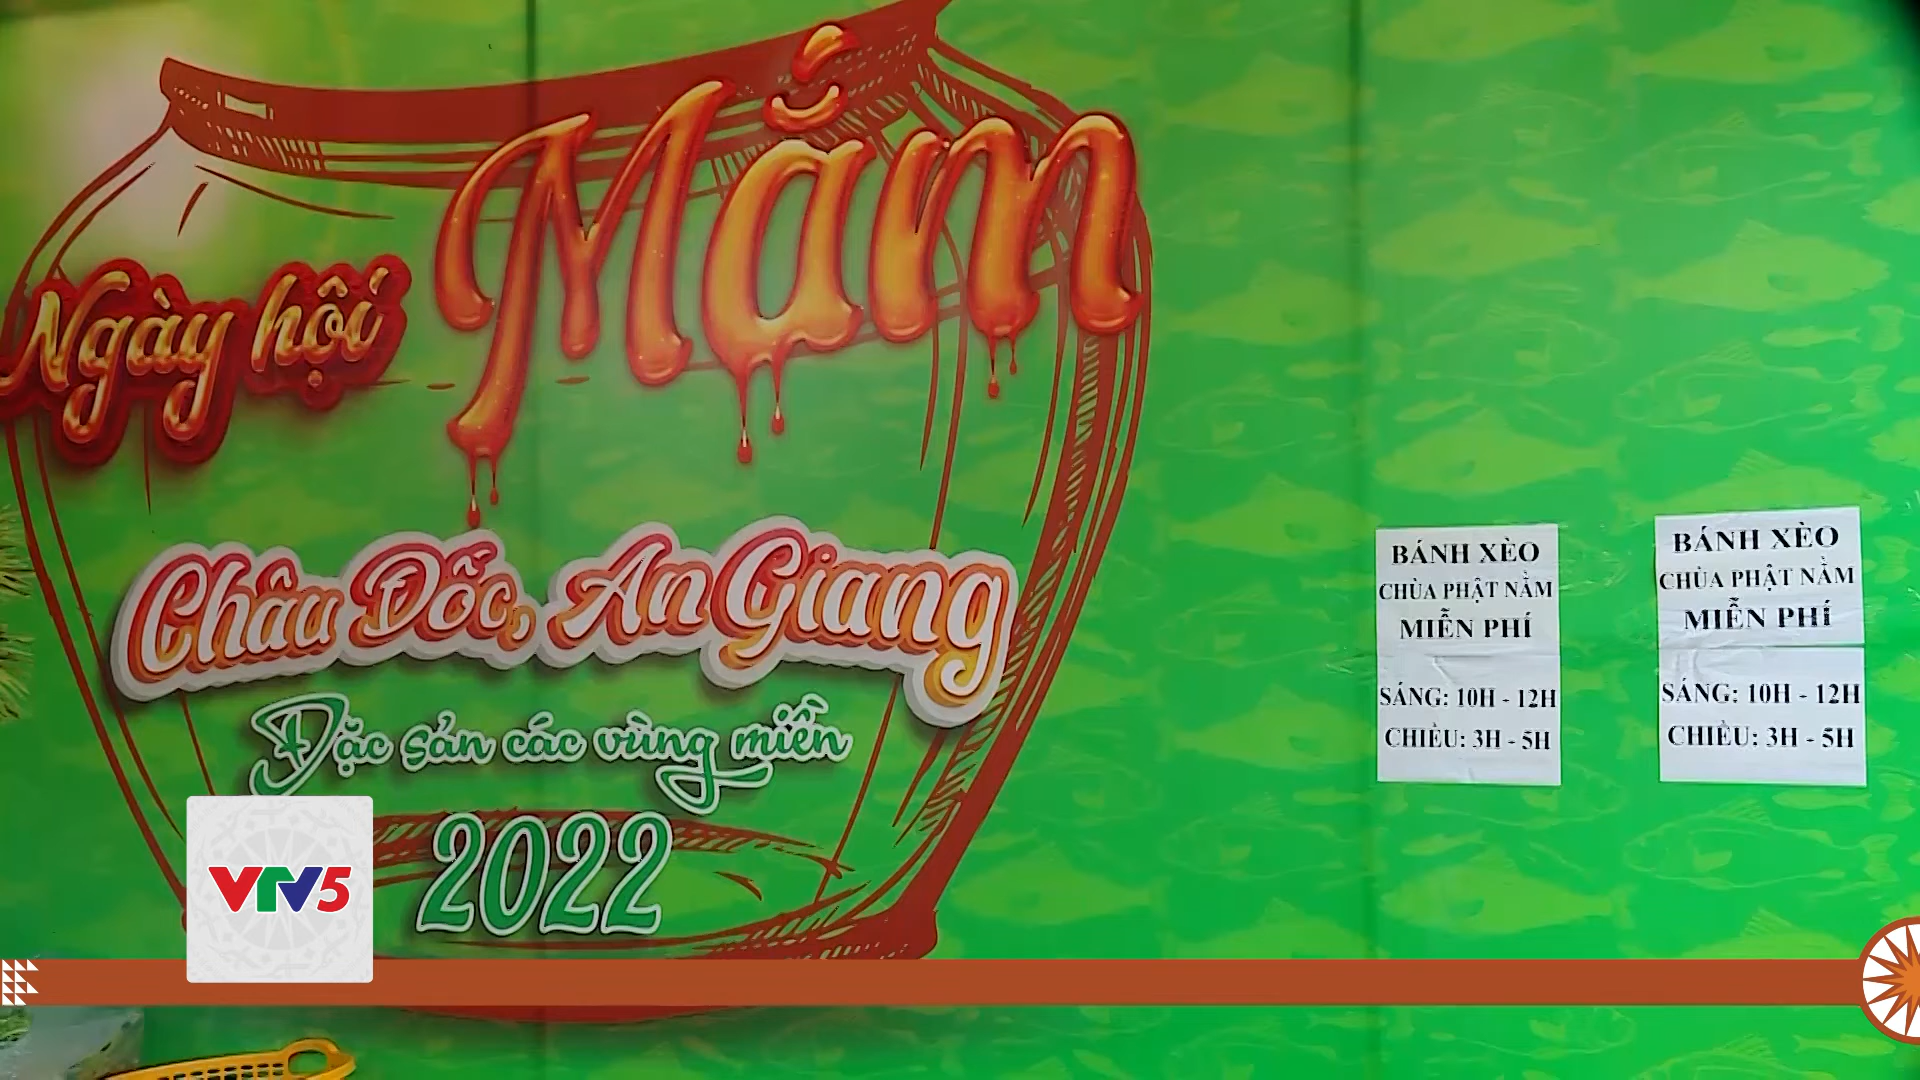 Ngày hội Mắm
Châu Đốc, An Giang
Đặc sản các vùng miền
2022
BÁNH XÈO
CHÙA PHẬT NẰM
MIỄN PHÍ
SÁNG: 10H - 12H
CHIỀU: 3H - 5H
BÁNH XÈO
CHÙA PHẬT NẰM
MIỄN PHÍ
SÁNG: 10H - 12H
CHIỀU: 3H - 5H
VTV5